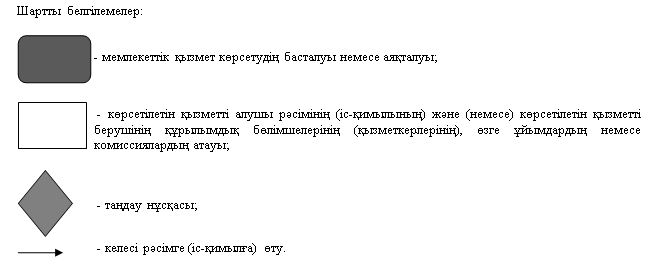 Шартты белгілемелер:
- мемлекеттік қызмет көрсетудің басталуы немесе аяқталуы;
- көрсетілетін қызметті алушы рәсімінің (іс-қимылының) және (немесе) көрсетілетін қызметті
берушінің құрылымдық бөлімшелерінің (қызметкерлерінің), өзге ұйымдардың немесе
комиссиялардың атауы;
- таңдау нұсқасы;
- келесі рәсімге (іс-қимылға) өту.